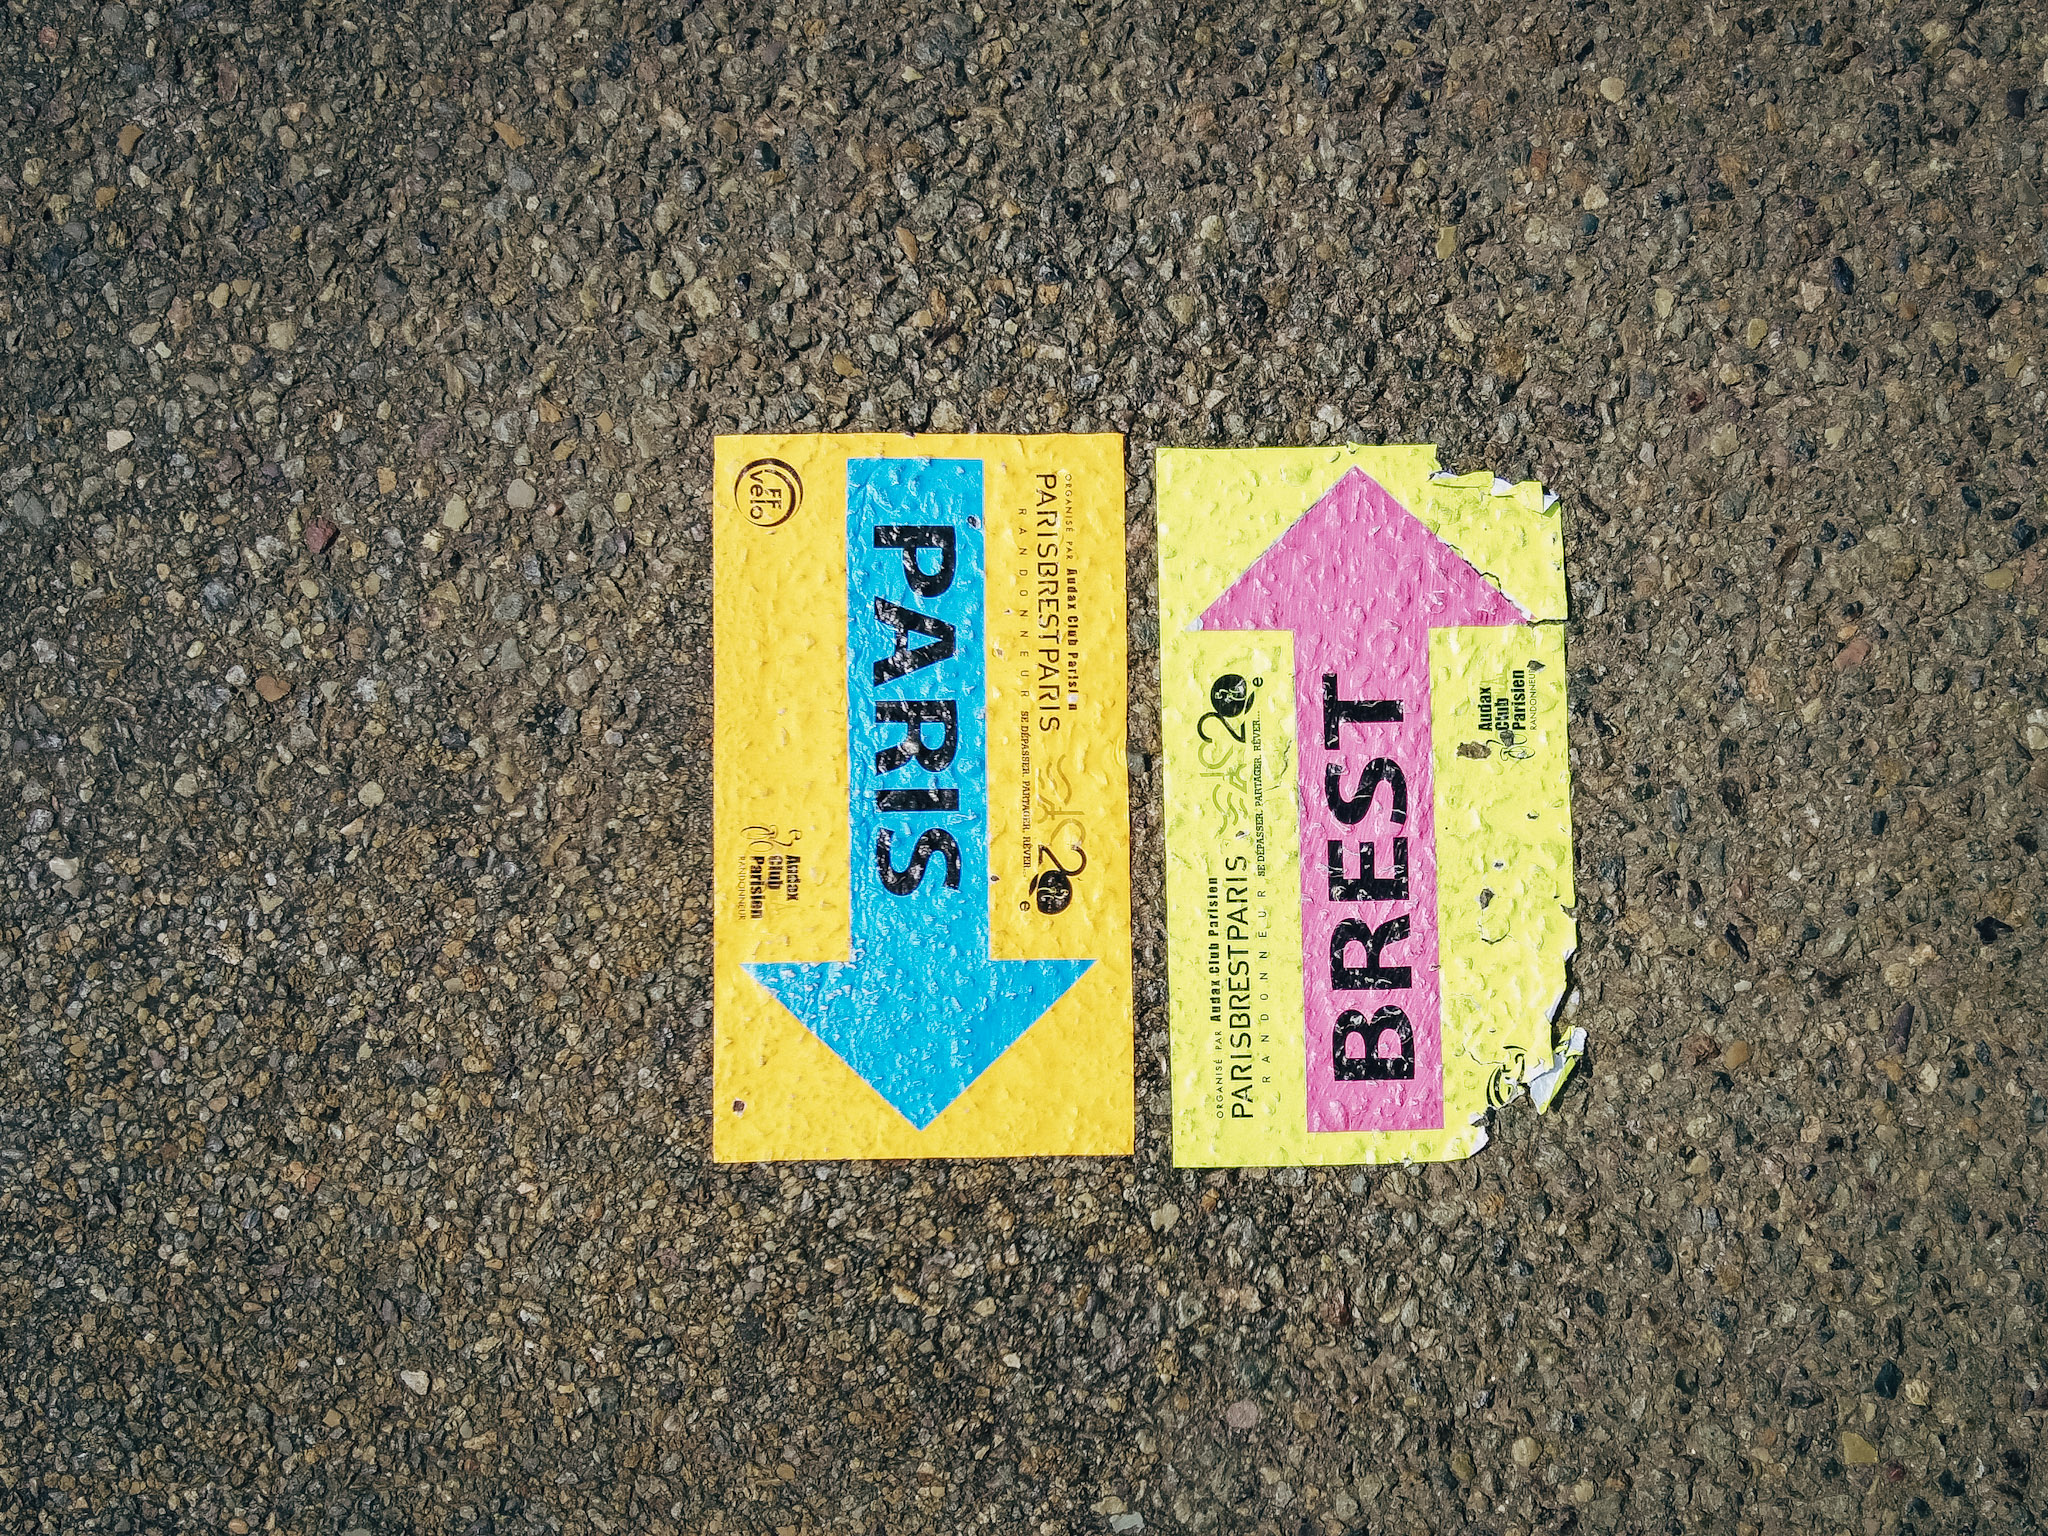 ORGANISÉ PAR Audax Club Parisien
PARISBRESTPARIS
RANDONNEUR
SE DÉPASSER, PARTAGER, RÊVER...
20e
PARIS
FF
vélo
Audax
Club
Parisien
RANDONNEUR
ORGANISÉ PAR Audax Club Parisien
PARISBRESTPARIS
RANDONNEUR
SE DÉPASSER, PARTAGER, RÊVER...
20e
BREST
Audax
Club
Parisien
RANDONNEUR